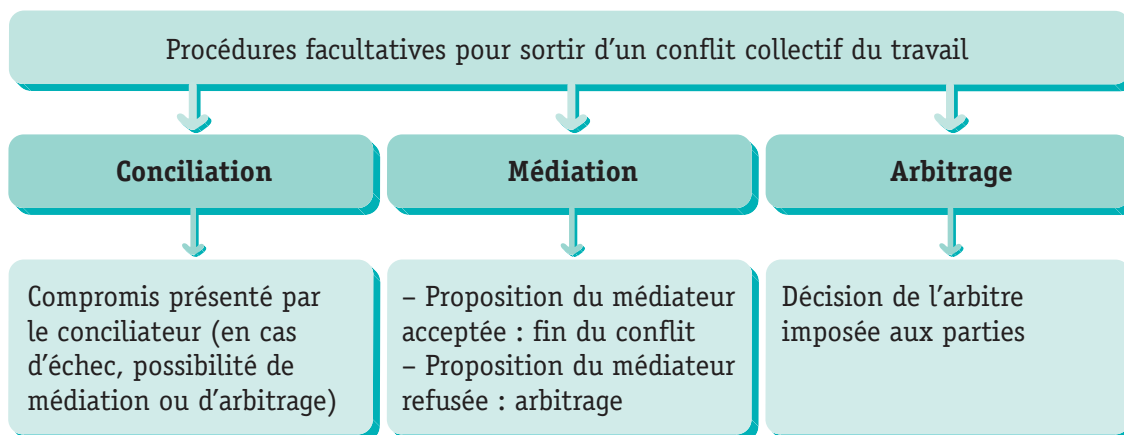 Procédures facultatives pour sortir d’un conflit collectif du travail
Conciliation
Médiation
Arbitrage
Compromis présenté par
le conciliateur (en cas
d’échec, possibilité de
médiation ou d’arbitrage)
– Proposition du médiateur
acceptée : fin du conflit
– Proposition du médiateur
refusée : arbitrage
Décision de l’arbitre
imposée aux parties